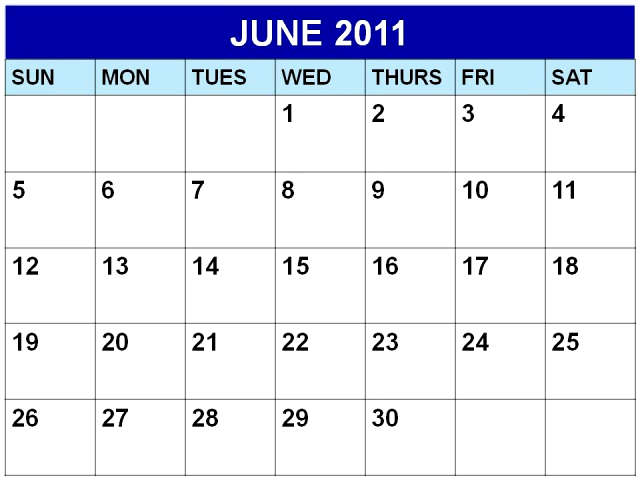 JUNE 2011
SUN MON TUES WED THURS FRI SAT
1 2 3 4
5 6 7 8 9 10 11
12 13 14 15 16 17 18
19 20 21 22 23 24 25
26 27 28 29 30